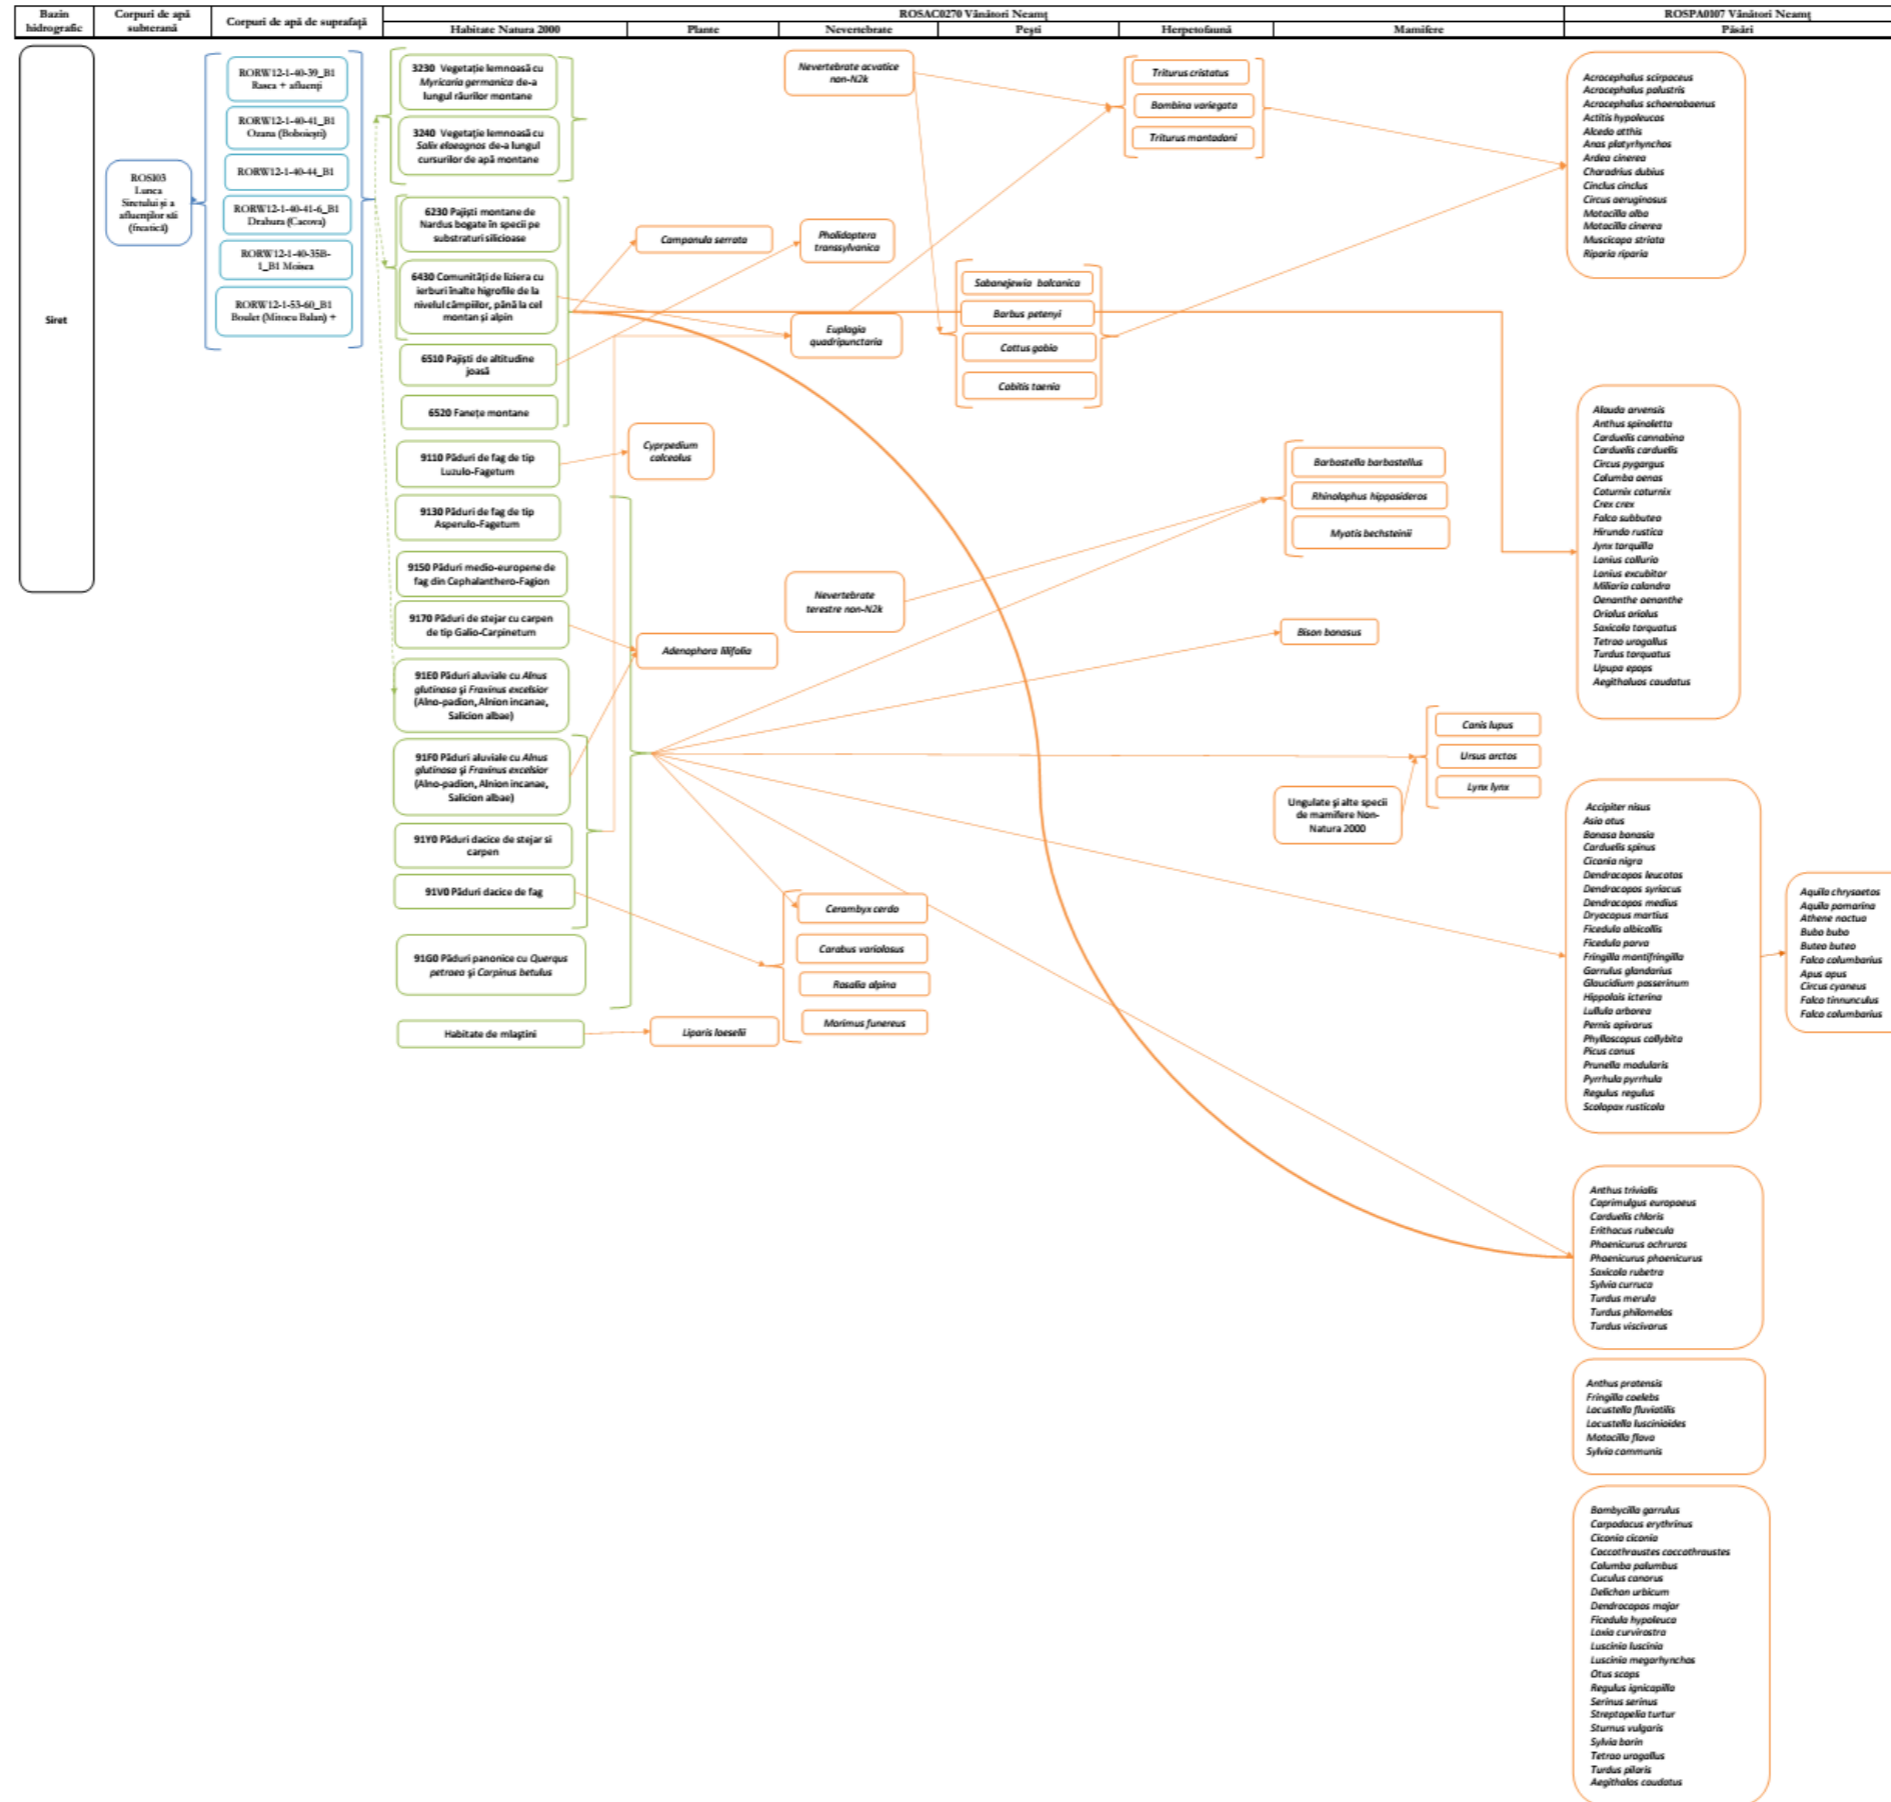 Bazin
hidrografic
Corpuri de apă
subterană
Corpuri de apă de suprafață
ROSAC0270 Vânători Neamț
ROSPA0107 Vânători Neamț
Habitate Natura 2000
Plante
Nevertebrate
Pești
Herpetofaună
Mamifere
Păsări
Siret
ROSI03
Lunca
Siretului și a
afluenților săi
(freatică)
RORW12-1-40-39_B1
Rasca + afluenți
RORW12-1-40-41_B1
Ozana (Boboiești)
RORW12-1-40-44_B1
RORW12-1-40-41-6_B1
Drahura (Cacova)
RORW12-1-40-35B-
1_B1 Moisea
RORW12-1-53-60_B1
Boulet (Mitocu Balan) +
3230 Vegetație lemnoasă cu
Myricaria germanica de-a
lungul râurilor montane
3240 Vegetație lemnoasă cu
Salix elaeagnos de-a lungul
cursurilor de apă montane
6230 Pajiști montane de
Nardus bogate în specii pe
substraturi silicioase
6430 Comunități de liziera cu
ierburi înalte higrofile de la
nivelul câmpiilor, până la cel
montan și alpin
6510 Pajiști de altitudine
joasă
6520 Fanețe montane
9110 Păduri de fag de tip
Luzulo-Fagetum
9130 Păduri de fag de tip
Asperulo-Fagetum
9150 Păduri medio-europene de
fag din Cephalanthero-Fagion
9170 Păduri de stejar cu carpen
de tip Galio-Carpinetum
91E0 Păduri aluviale cu Alnus
glutinosa și Fraxinus excelsior
(Alno-padion, Alnion incanae,
Salicion albae)
91F0 Păduri aluviale cu Alnus
glutinosa și Fraxinus excelsior
(Alno-padion, Alnion incanae,
Salicion albae)
91Y0 Păduri dacice de stejar si
carpen
91V0 Păduri dacice de fag
91G0 Păduri panonice cu Querqus
petraea și Carpinus betulus
Habitate de mlaștini
Campanula serrata
Cyprpedium
calceolus
Adenophora lilifolia
Liparis loeselii
Nevertebrate acvatice
non-N2k
Pholidoptera
transsylvanica
Euplagia
quadripunctaria
Nevertebrate
terestre non-N2k
Cerambyx cerdo
Carabus variolosus
Rosalia alpina
Morimus funereus
Sabanejewia balcanica
Barbus petenyi
Cottus gobio
Cobitis taenia
Triturus cristatus
Bombina variegata
Triturus montadoni
Barbastella barbastellus
Rhinolophus hipposideros
Myotis bechsteinii
Bison bonasus
Canis lupus
Ursus arctos
Lynx lynx
Ungulate și alte specii
de mamifere Non-
Natura 2000
Acrocephalus scirpaceus
Acrocephalus palustris
Acrocephalus schoenobaenus
Actitis hypoleucos
Alcedo atthis
Anas platyrhynchos
Ardea cinerea
Charadrius dubius
Cinclus cinclus
Circus aeruginosus
Motacilla alba
Motacilla cinerea
Muscicapa striata
Riparia riparia
Alauda arvensis
Anthus spinoletta
Carduelis cannabina
Carduelis carduelis
Circus pygargus
Columba oenas
Coturnix coturnix
Crex crex
Falco subbuteo
Hirundo rustica
Jynx torquilla
Lanius collurio
Lanius excubitor
Miliaria calandra
Oenanthe oenanthe
Oriolus oriolus
Saxicola torquatus
Tetrao urogallus
Turdus torquatus
Upupa epops
Aegithaluos caudatus
Accipiter nisus
Asio otus
Bonasa bonasia
Carduelis spinus
Ciconia nigra
Dendrocopos leucotos
Dendrocopos syriacus
Dendrocopos medius
Dryocopus martius
Ficedula albicollis
Ficedula parva
Fringilla montifringilla
Garrulus glandarius
Glaucidium passerinum
Hippolais icterina
Lullula arborea
Pernis apivorus
Phylloscopus collybita
Picus canus
Prunella modularis
Pyrrhula pyrrhula
Regulus regulus
Scolopax rusticola
Aquila chrysaetos
Aquila pomarina
Athene noctua
Bubo bubo
Buteo buteo
Falco columbarius
Apus apus
Circus cyaneus
Falco tinnunculus
Falco columbarius
Anthus trivialis
Caprimulgus europaeus
Carduelis chloris
Erithacus rubecula
Phoenicurus ochruros
Phoenicurus phoenicurus
Saxicola rubetra
Sylvia curruca
Turdus merula
Turdus philomelos
Turdus viscivorus
Anthus pratensis
Fringilla coelebs
Locustella fluviatilis
Locustella luscinioides
Motacilla flava
Sylvia communis
Bombycilla garrulus
Carpodacus erythrinus
Ciconia ciconia
Coccothraustes coccothraustes
Columba palumbus
Cuculus canorus
Delichon urbicum
Dendrocopos major
Ficedula hypoleuca
Loxia curvirostra
Luscinia luscinia
Luscinia megarhynchos
Otus scops
Regulus ignicapilla
Serinus serinus
Streptopelia turtur
Sturnus vulgaris
Sylvia borin
Tetrao urogallus
Turdus pilaris
Aegithalos caudatus